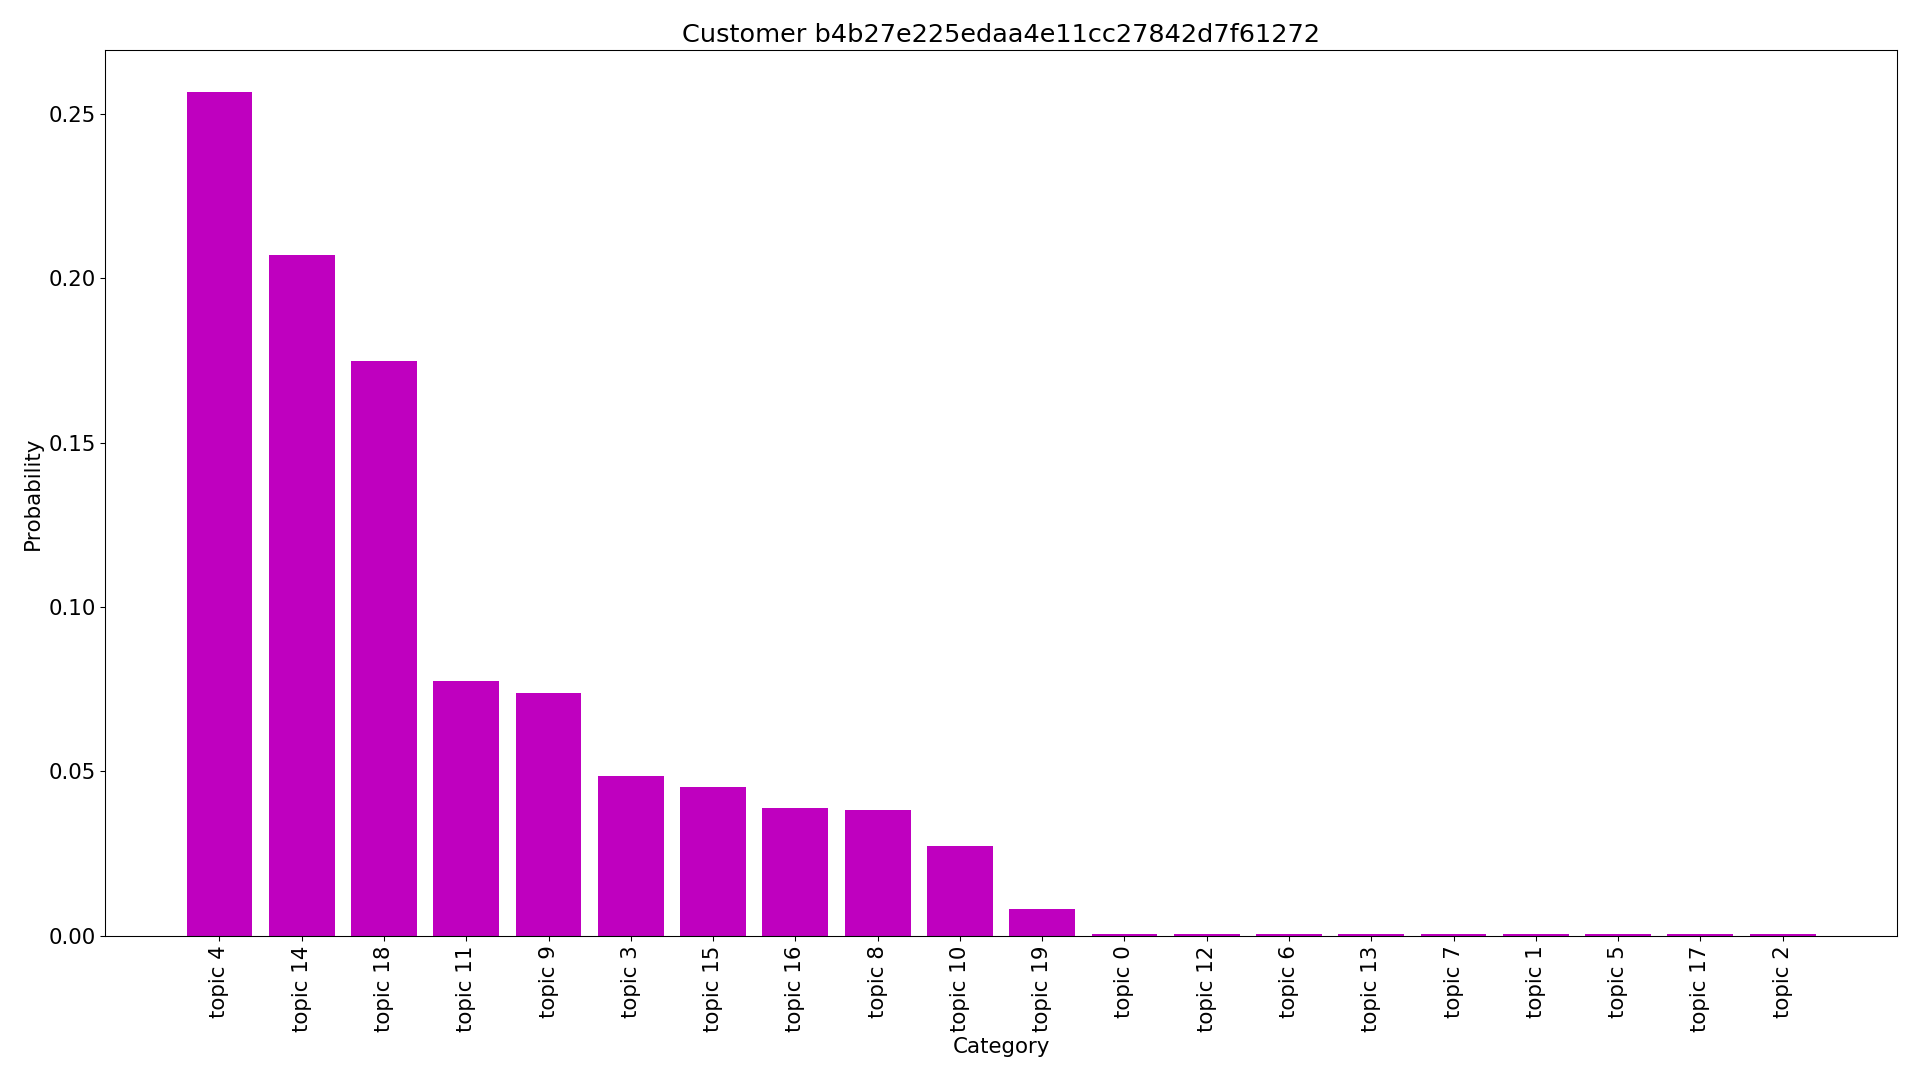 Customer b4b27e225edaa4e11cc27842d7f61272
Probability
0.25
0.20
0.15
0.10
0.05
0.00
topic 4
topic 14
topic 18
topic 11
topic 9
topic 3
topic 15
topic 16
topic 8
topic 10
topic 19
topic 0
topic 12
topic 6
topic 13
topic 7
topic 1
topic 5
topic 17
topic 2
Category